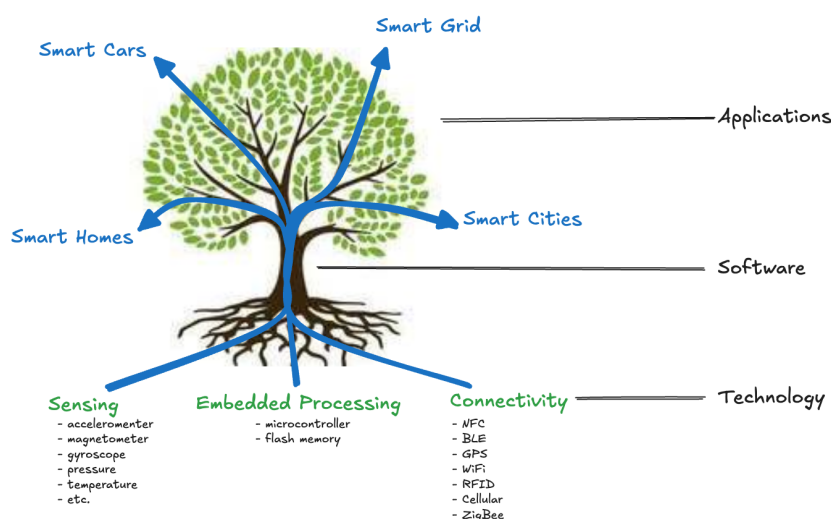 Smart Grid
Smart Cars
Applications
Smart Homes
Smart Cities
Software
Sensing
- acceleromenter
- magnetometer
- gyroscope
- pressure
- temperature
- etc.
Embedded Processing
- microcontroller
- flash memory
Connectivity
- NFC
- BLE
- GPS
- WiFi
- RFID
- Cellular
- ZigBee
Technology